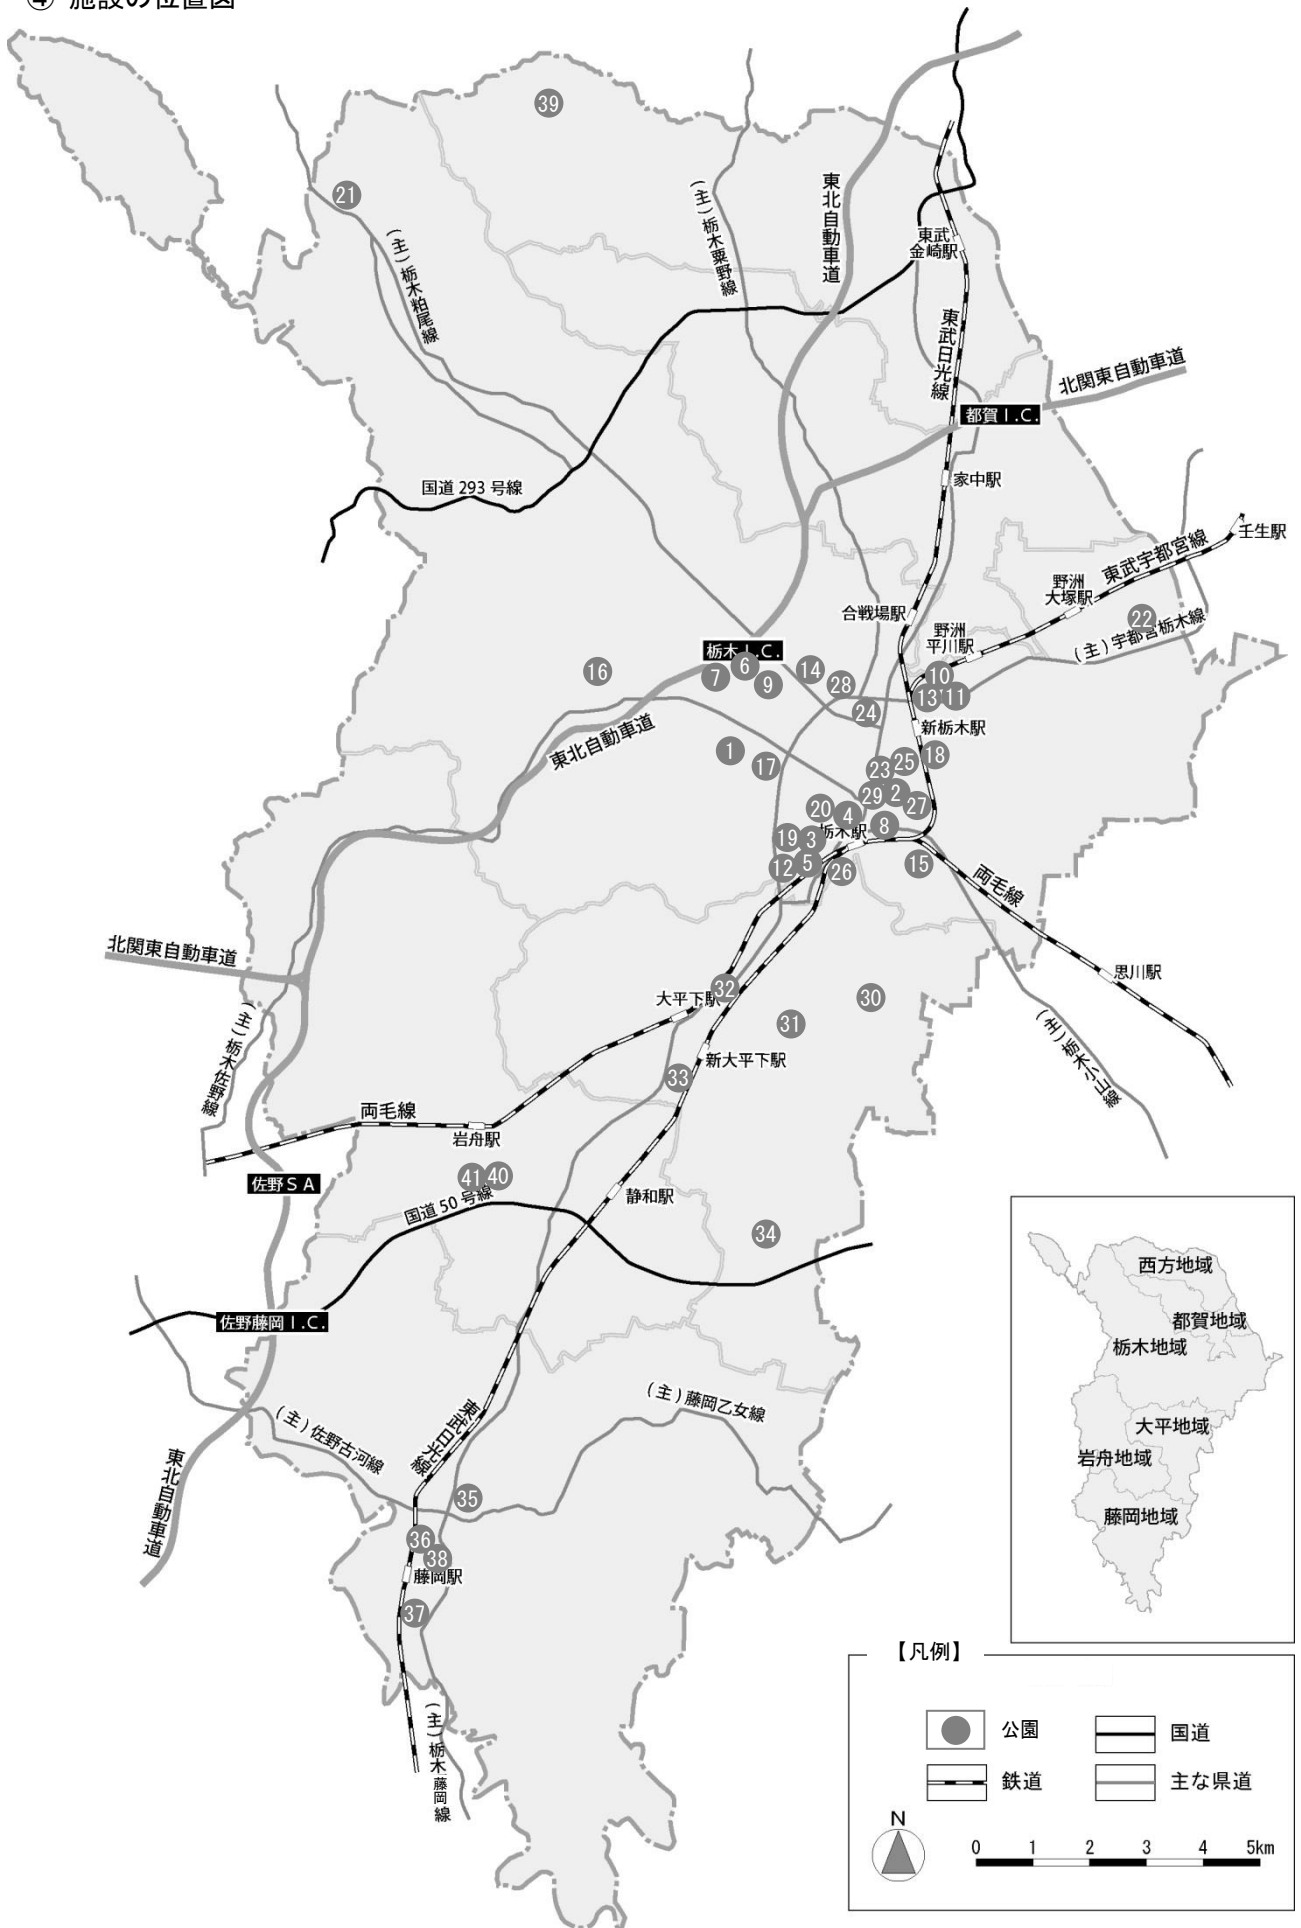 ④ 施設の位置図
39
21
(主)栃木粕尾線
(主)栃木粟野線
東北自動車道
東武
金崎駅
東武日光線
北関東自動車道
都賀I.C.
国道293号線
家中駅
壬生駅
東武宇都宮線
野洲
大塚駅
22
(主)宇都宮栃木線
合戦場駅
野洲
平川駅
栃木I.C.
16
7
6
9
14
28
24
10
13
11
新栃木駅
東北自動車道
1
17
23
25
18
29
2
27
20
4
8
栃木駅
19
3
12
5
26
15
両毛線
北関東自動車道
思川駅
32
大平下駅
30
31
(主)栃木佐野線
(主)栃木小山線
新大平下駅
33
両毛線
岩舟駅
佐野SA
41
40
国道50号線
静和駅
34
佐野藤岡I.C.
(主)藤岡乙女線
東武日光線
(主)佐野古河線
東北自動車道
35
36
38
藤岡駅
37
(主)栃木藤岡線
西方地域
都賀地域
栃木地域
大平地域
岩舟地域
藤岡地域
【凡例】
公園
国道
鉄道
主な県道
N
0 1 2 3 4 5km